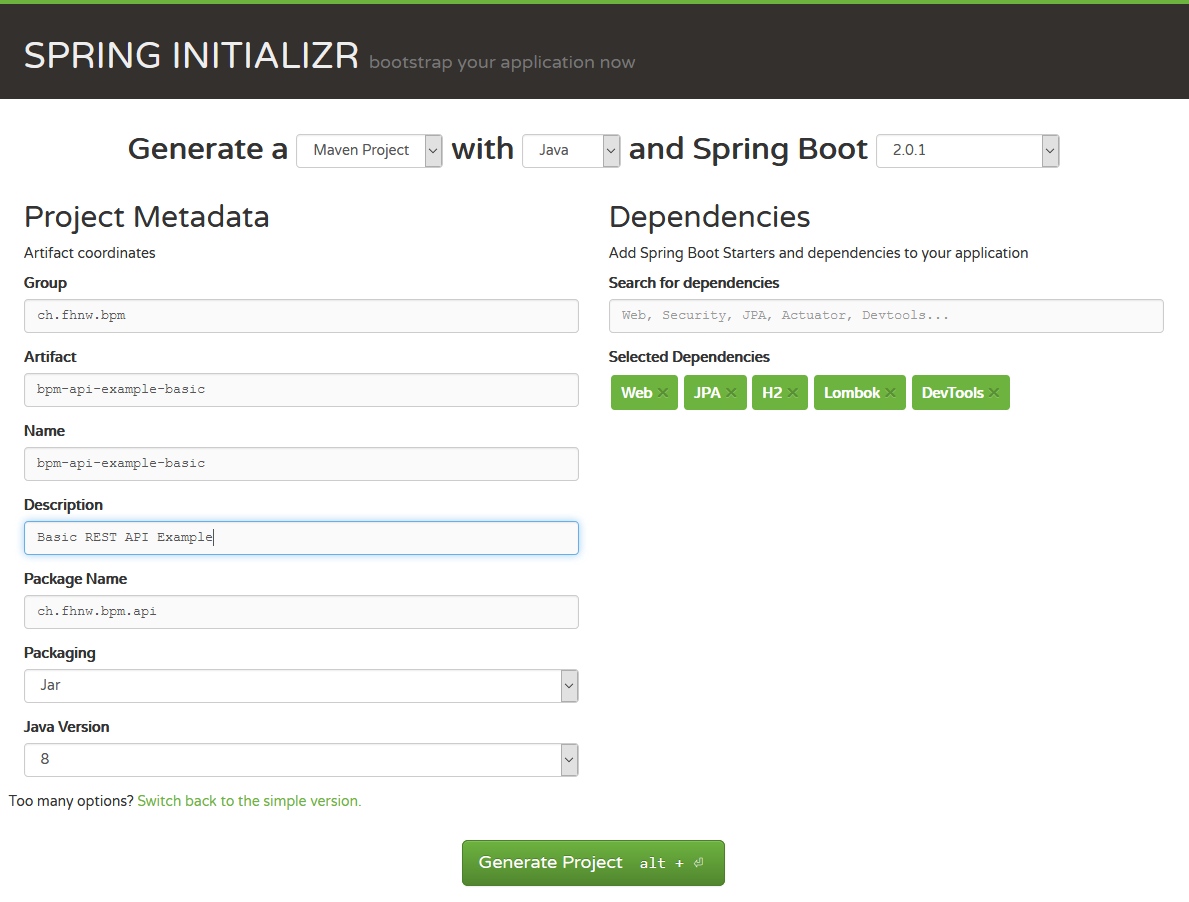 SPRING INITIALIZR bootstrap your application now
Generate a Maven Project with Java and Spring Boot 2.0.1
Project Metadata
Artifact coordinates
Group
ch.fhnw.bpm
Artifact
bpm-api-example-basic
Name
bpm-api-example-basic
Description
Basic REST API Example
Package Name
ch.fhnw.bpm.api
Packaging
Jar
Java Version
8
Too many options? Switch back to the simple version.
Dependencies
Add Spring Boot Starters and dependencies to your application
Search for dependencies
Web, Security, JPA, Actuator, Devtools...
Selected Dependencies
Web × JPA × H2 × Lombok × DevTools ×
Generate Project alt + ⏎